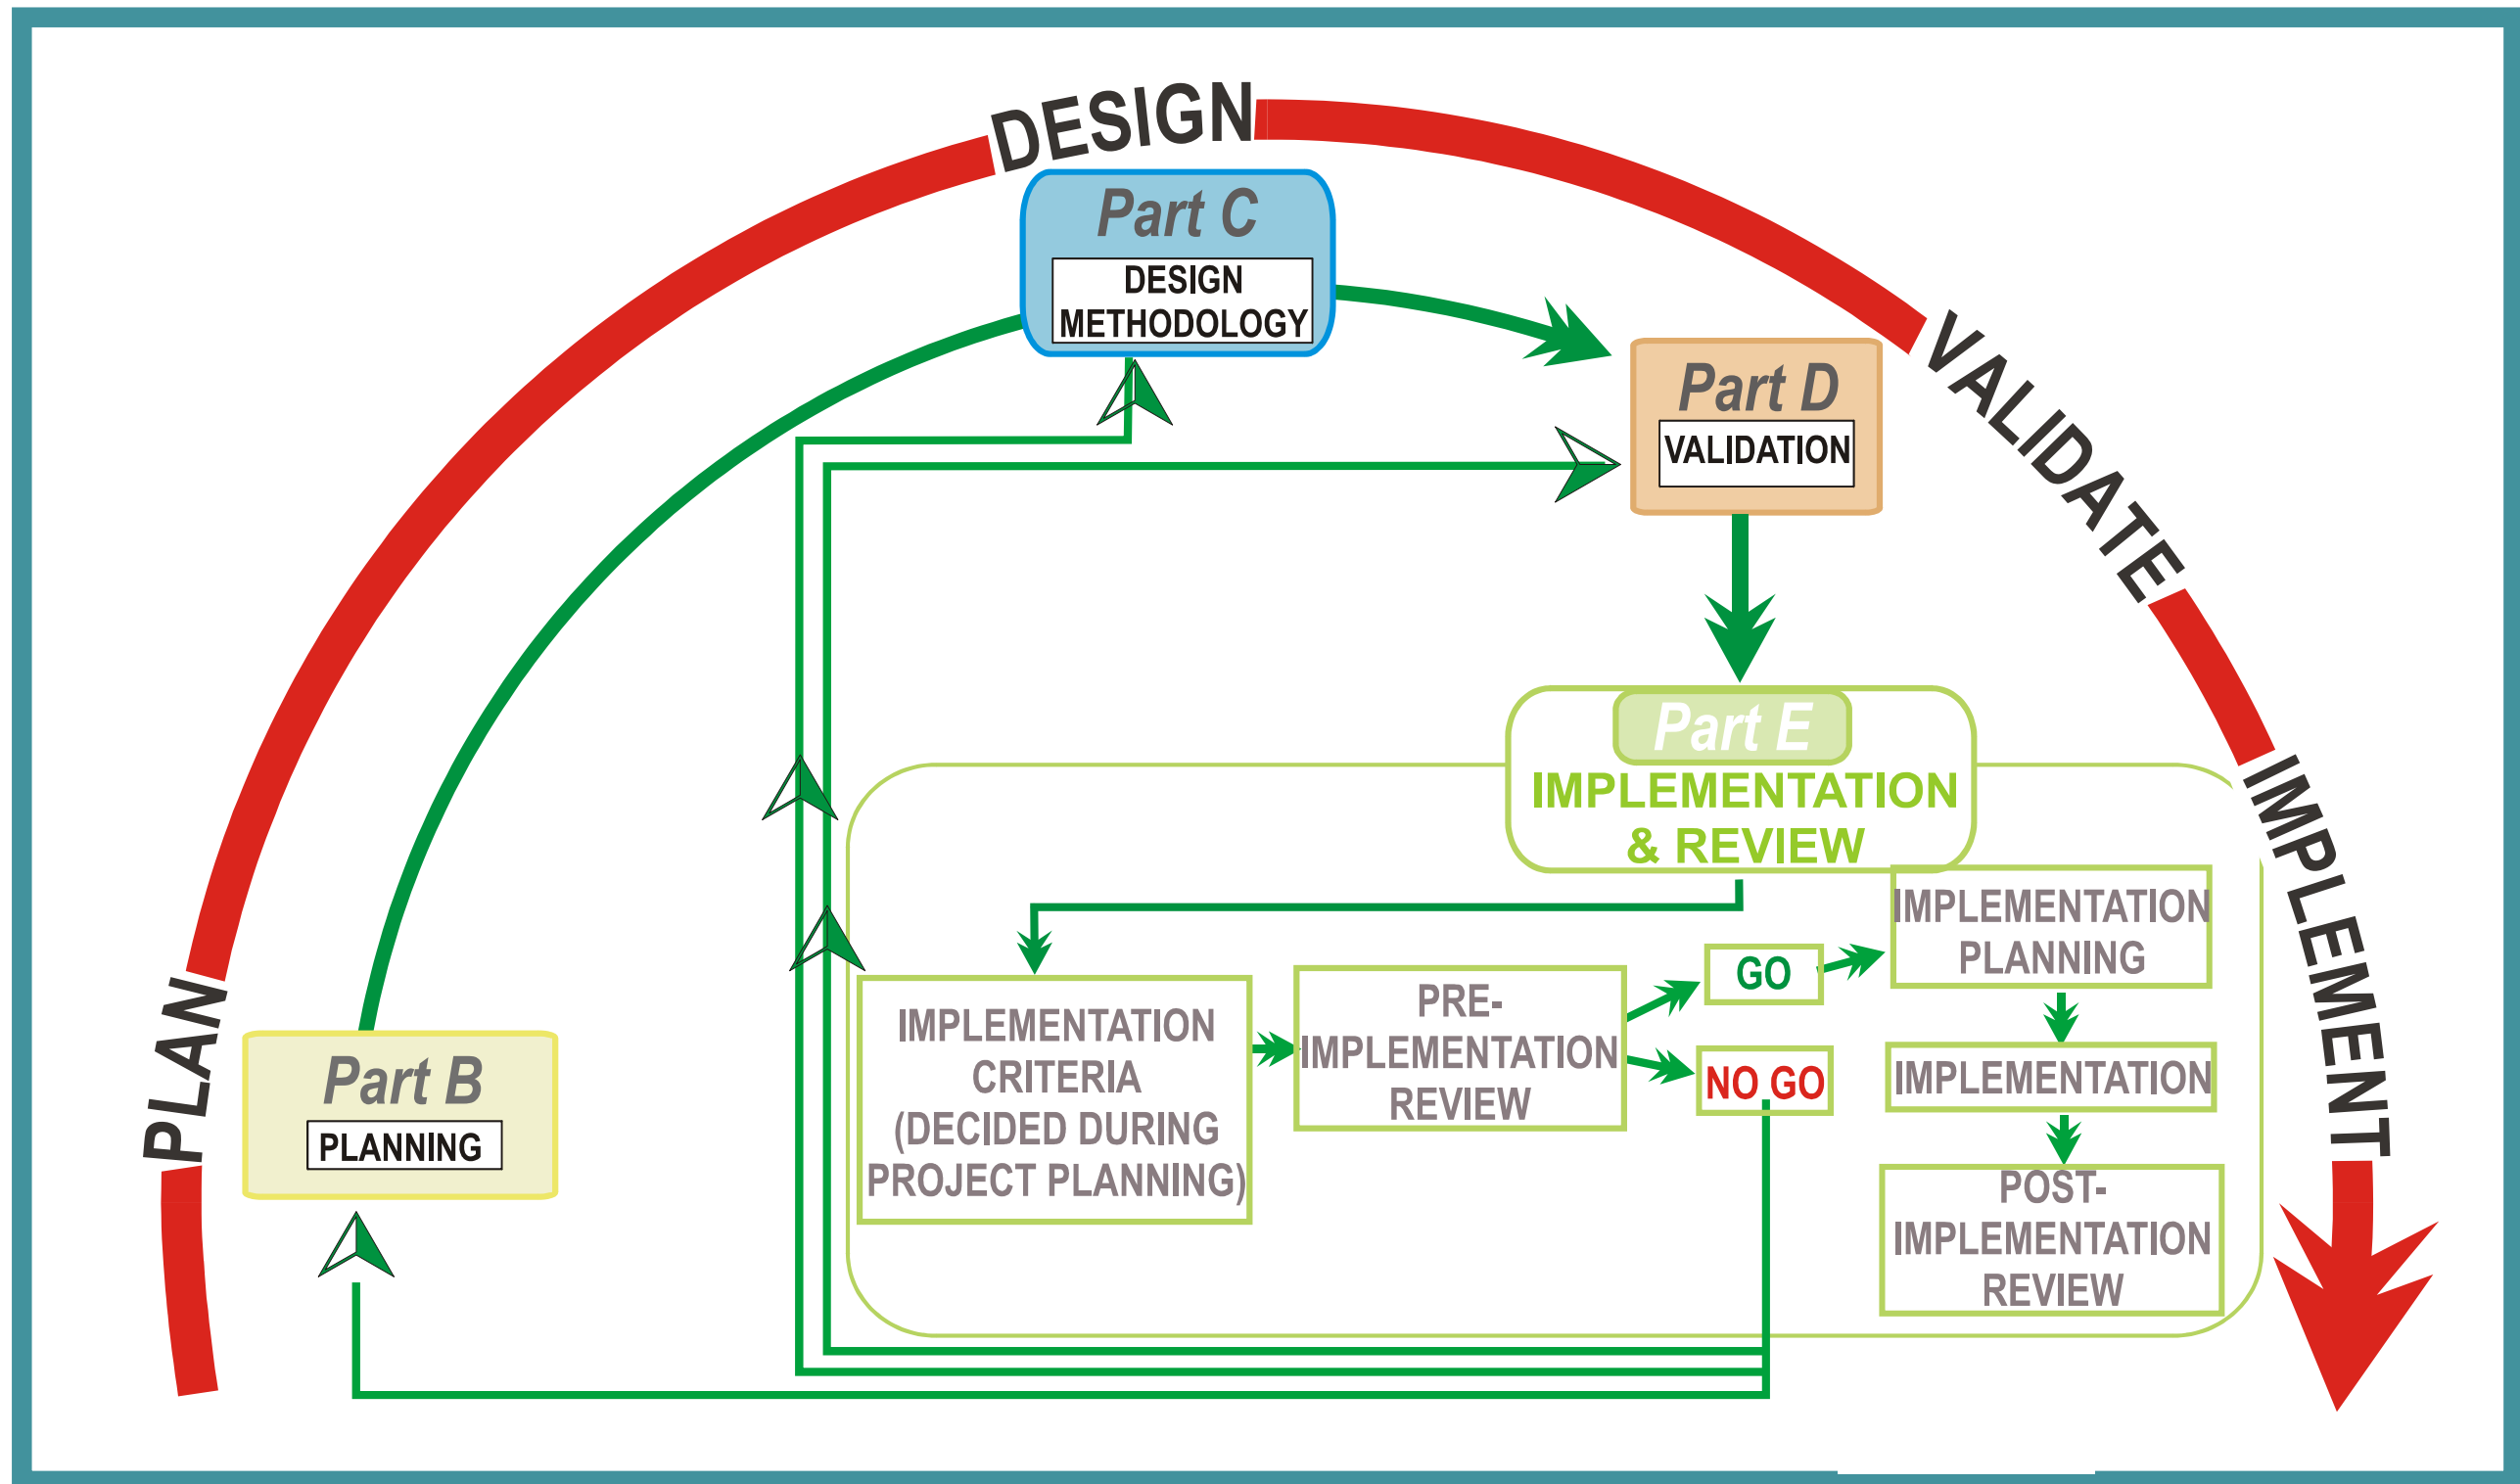 PLAN
DESIGN
VALIDATE
IMPLEMENT
Part B
PLANNING
Part C
DESIGN
METHODOLOGY
Part D
VALIDATION
Part E
IMPLEMENTATION
& REVIEW
IMPLEMENTATION
CRITERIA
(DECIDED DURING
PROJECT PLANNING)
PRE-
IMPLEMENTATION
REVIEW
GO
NO GO
IMPLEMENTATION
PLANNING
IMPLEMENTATION
POST-
IMPLEMENTATION
REVIEW